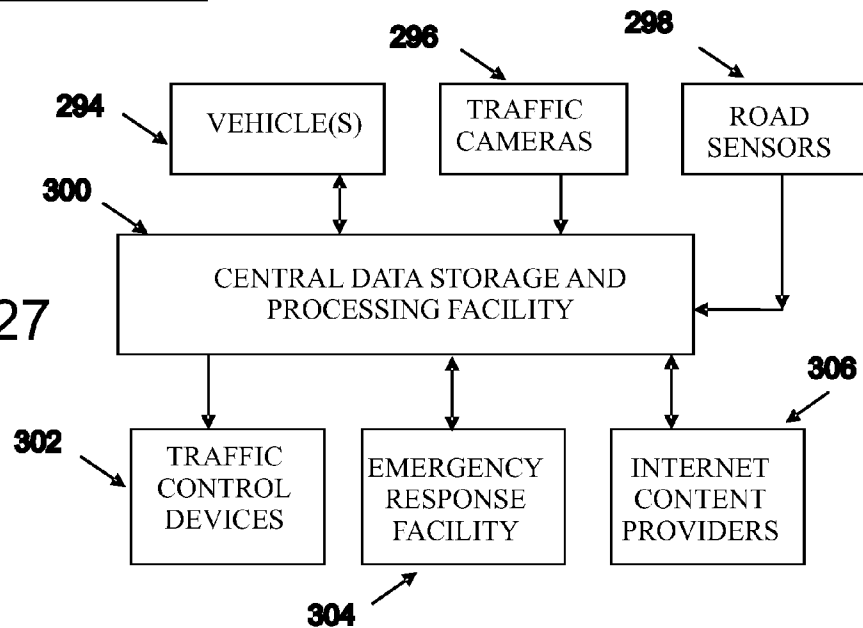 296
298
294
VEHICLE(S)
TRAFFIC
CAMERAS
ROAD
SENSORS
300
CENTRAL DATA STORAGE AND
PROCESSING FACILITY
27
306
302
TRAFFIC
CONTROL
DEVICES
EMERGENCY
RESPONSE
FACILITY
INTERNET
CONTENT
PROVIDERS
304